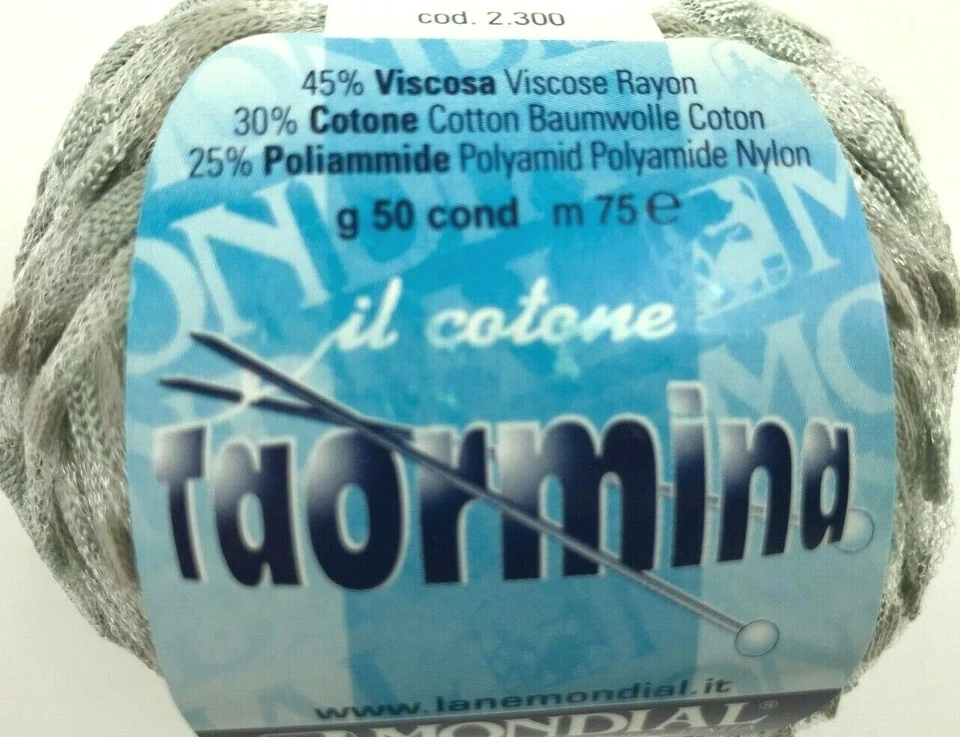 cod. 2.300
45% Viscosa Viscose Rayon
30% Cotone Cotton Baumwolle Coton
25% Poliammide Polyamid Polyamide Nylon
g 50 cond m 75 ℮
il cotone
Taormina
www.lanemondial.it
MONDIAL®